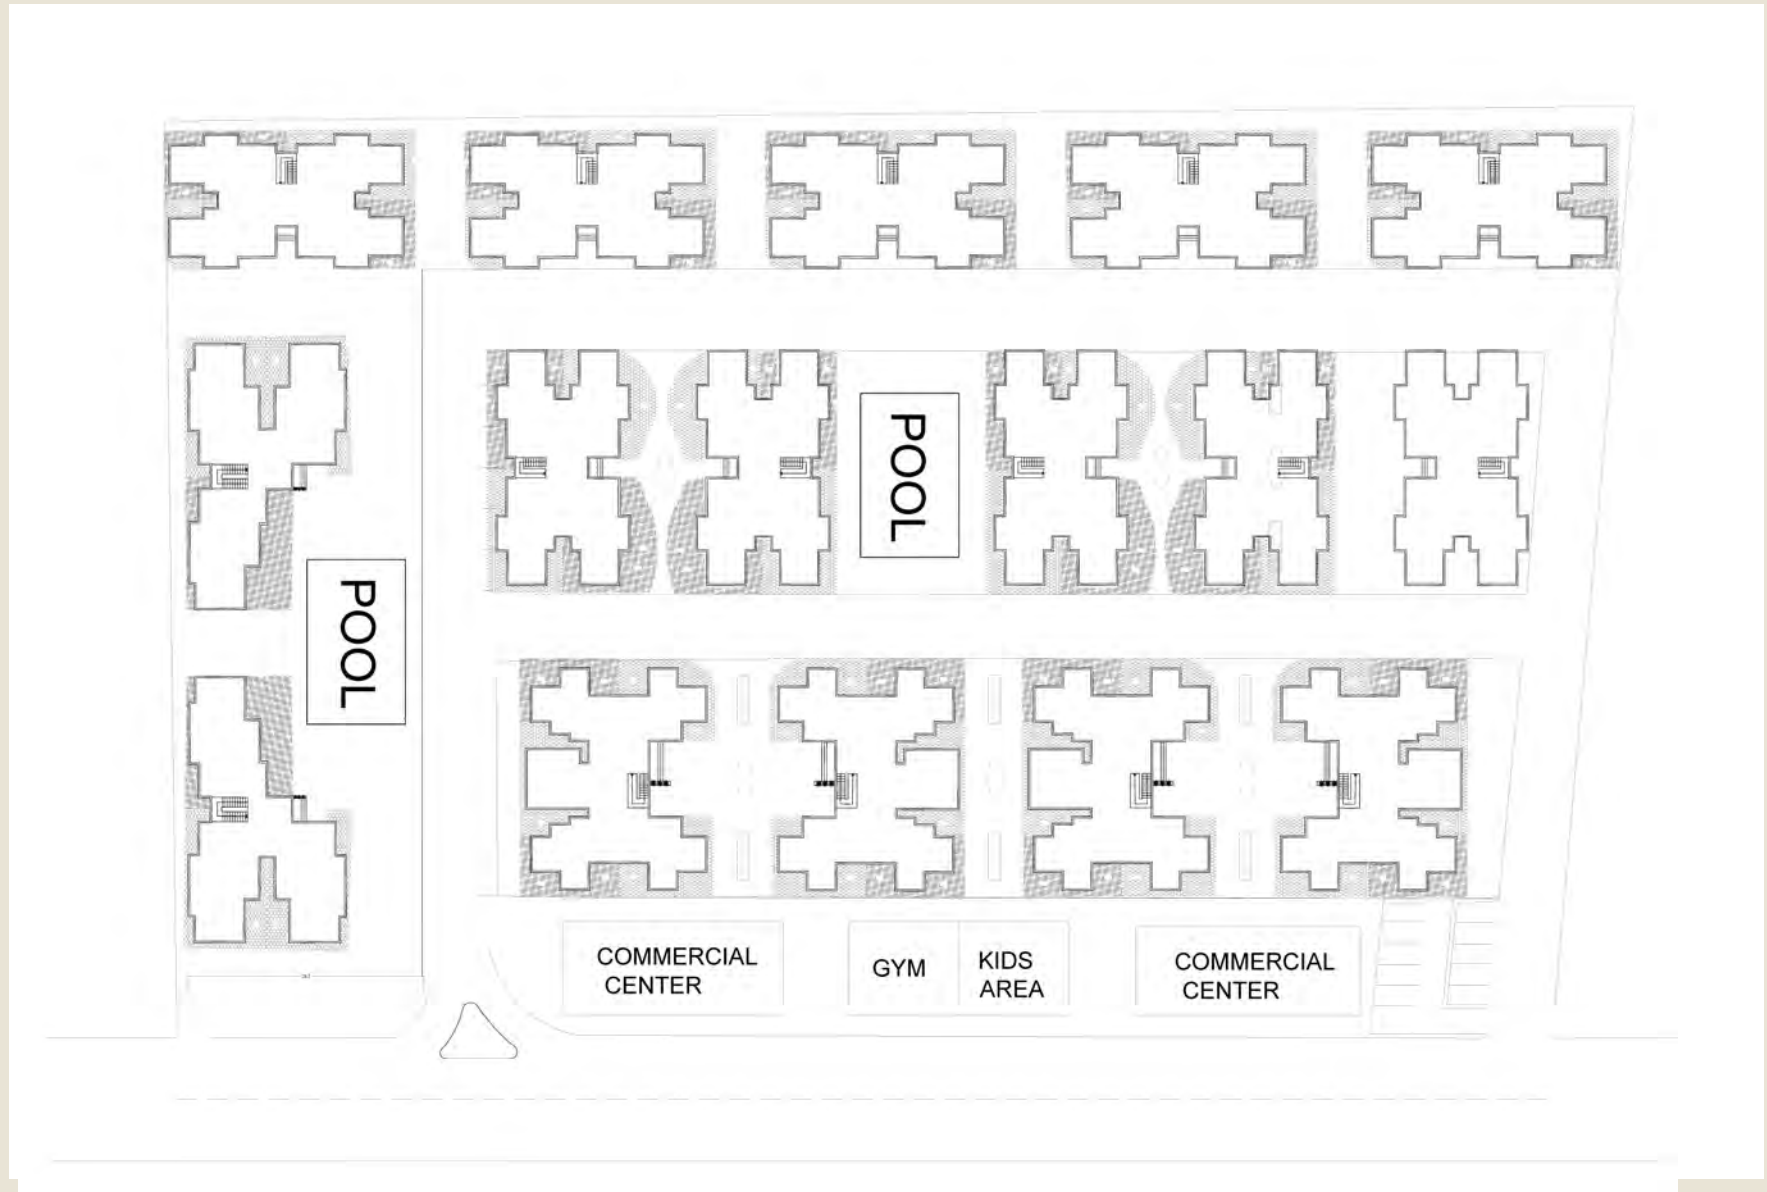 POOL
POOL
COMMERCIAL
CENTER
GYM
KIDS
AREA
COMMERCIAL
CENTER